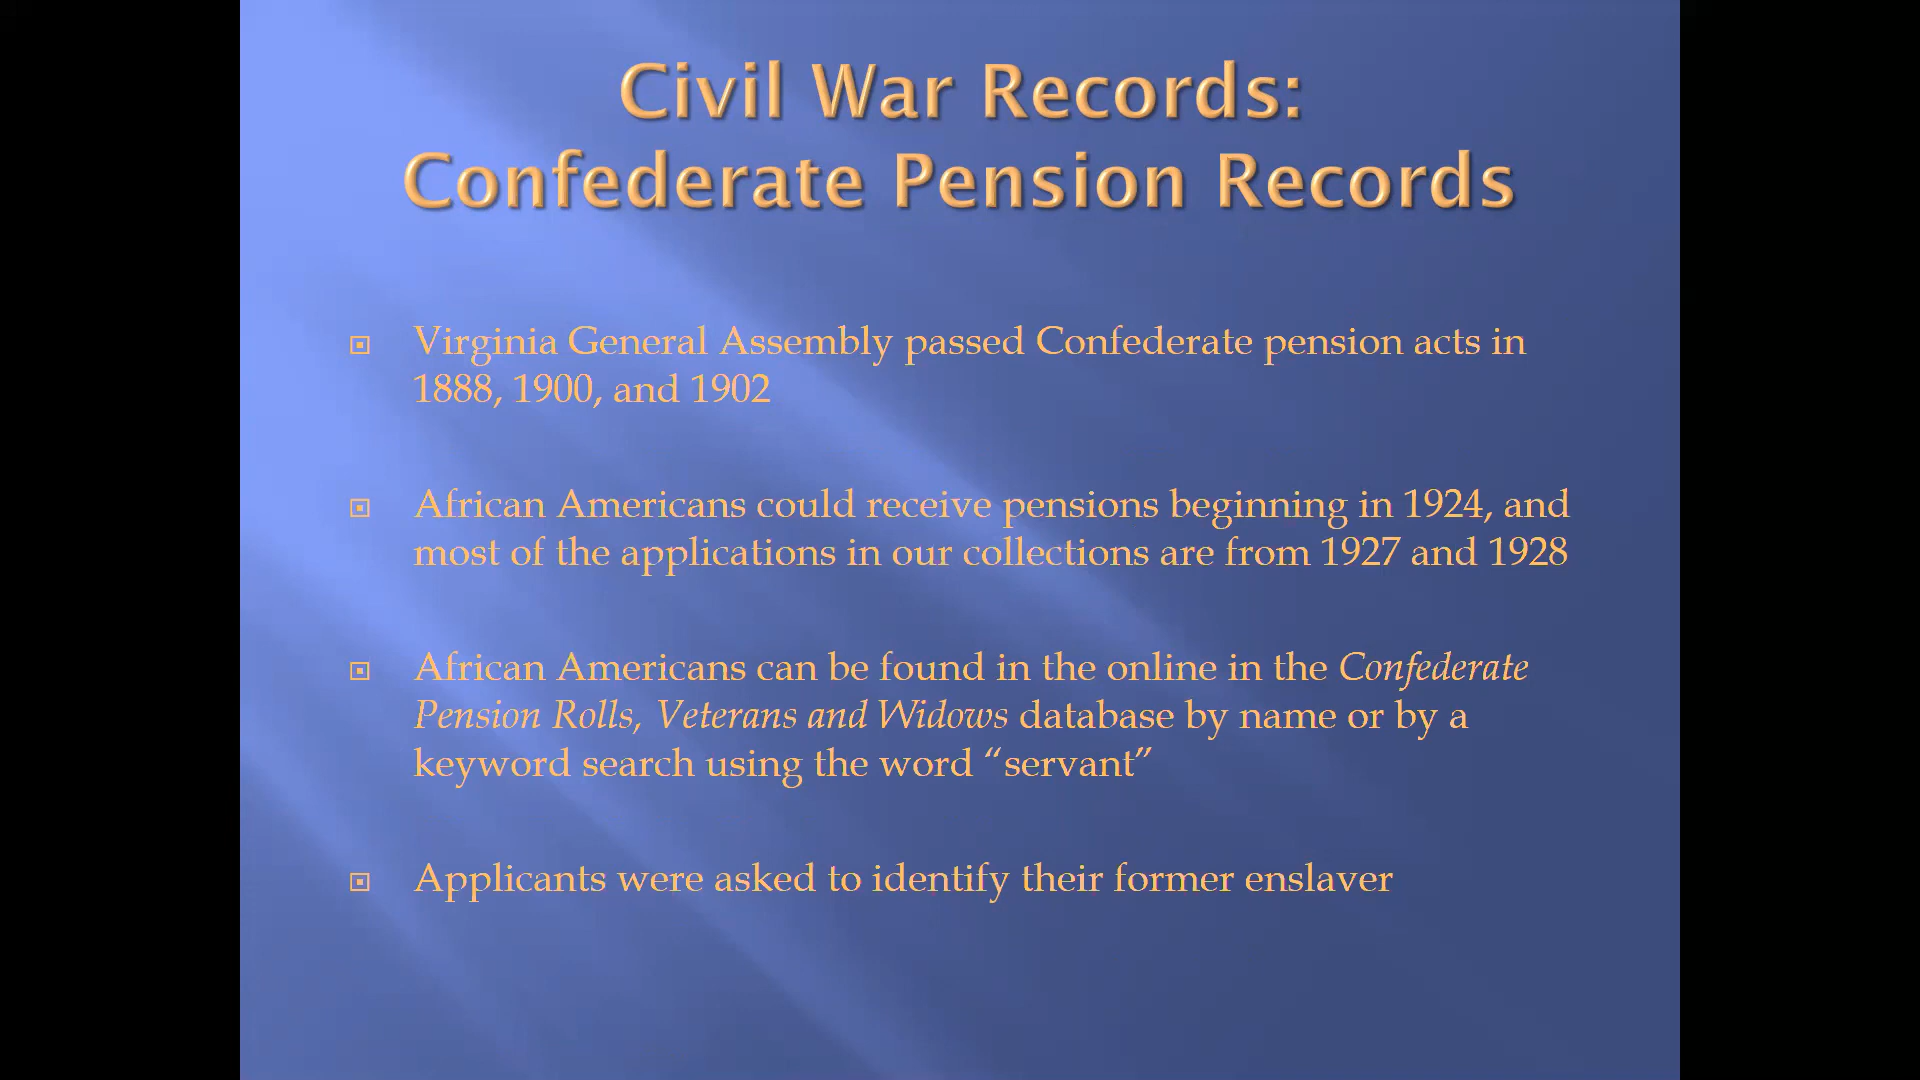 Civil War Records:
Confederate Pension Records
Virginia General Assembly passed Confederate pension acts in
1888, 1900, and 1902
African Americans could receive pensions beginning in 1924, and
most of the applications in our collections are from 1927 and 1928
African Americans can be found in the online in the Confederate
Pension Rolls, Veterans and Widows database by name or by a
keyword search using the word “servant”
Applicants were asked to identify their former enslaver